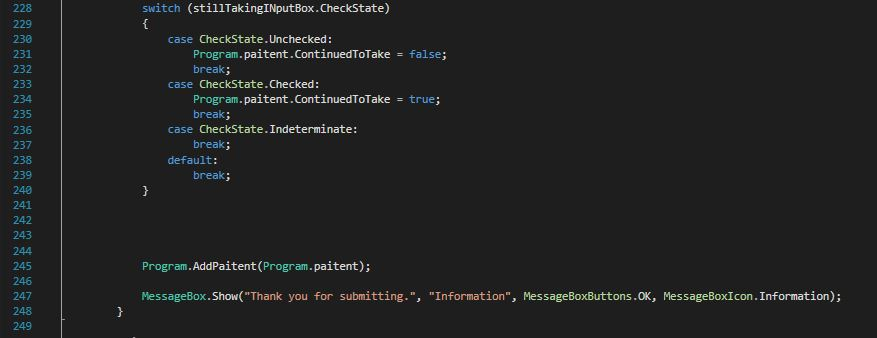 228 switch (stillTakingINputBox.CheckState)
229 {
230 case CheckState.Unchecked:
231 Program.paitent.ContinuedToTake = false;
232 break;
233 case CheckState.Checked:
234 Program.paitent.ContinuedToTake = true;
235 break;
236 case CheckState.Indeterminate:
237 break;
238 default:
239 break;
240 }
241
242
243
244
245 Program.AddPaitent(Program.paitent);
246
247 MessageBox.Show("Thank you for submitting.", "Information", MessageBoxButtons.OK, MessageBoxIcon.Information);
248 }
249